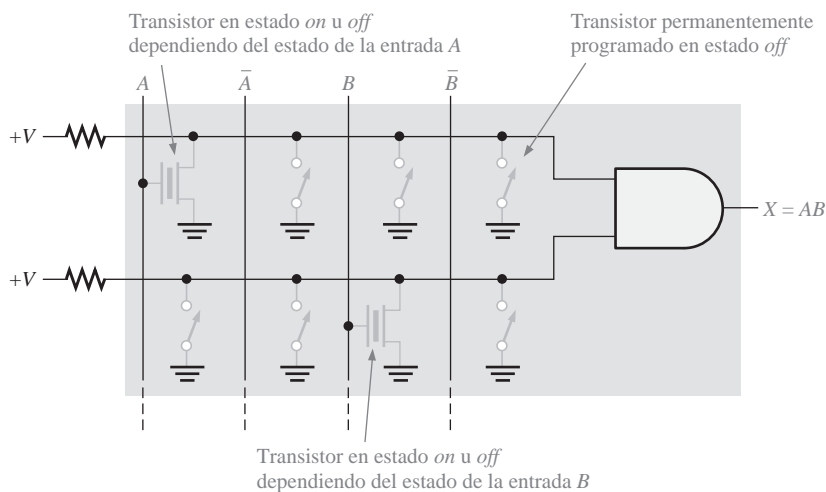 Transistor en estado on u off
dependiendo del estado de la entrada A
Transistor permanentemente
programado en estado off
A
A̅
B
B̅
+V
X = AB
+V
Transistor en estado on u off
dependiendo del estado de la entrada B